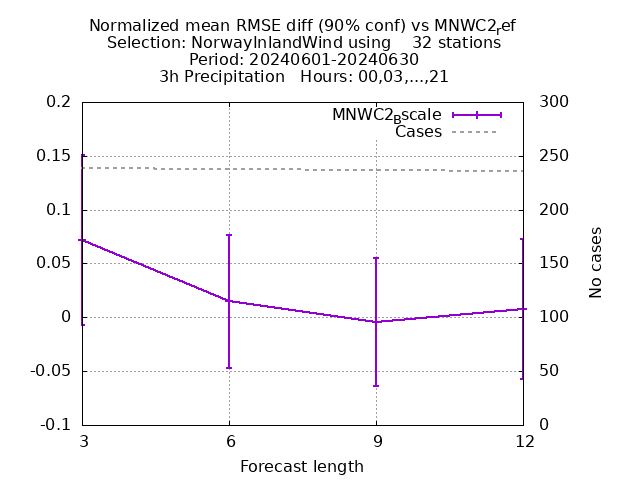 Normalized mean RMSE diff (90% conf) vs MNWC2_ref
Selection: NorwayInlandWind using    32 stations
Period: 20240601-20240630
3h Precipitation   Hours: 00,03,...,21
MNWC2_Bscale
Cases
0.2
0.15
0.1
0.05
0
-0.05
-0.1
300
250
200
150
100
50
0
No cases
3
6
9
12
Forecast length